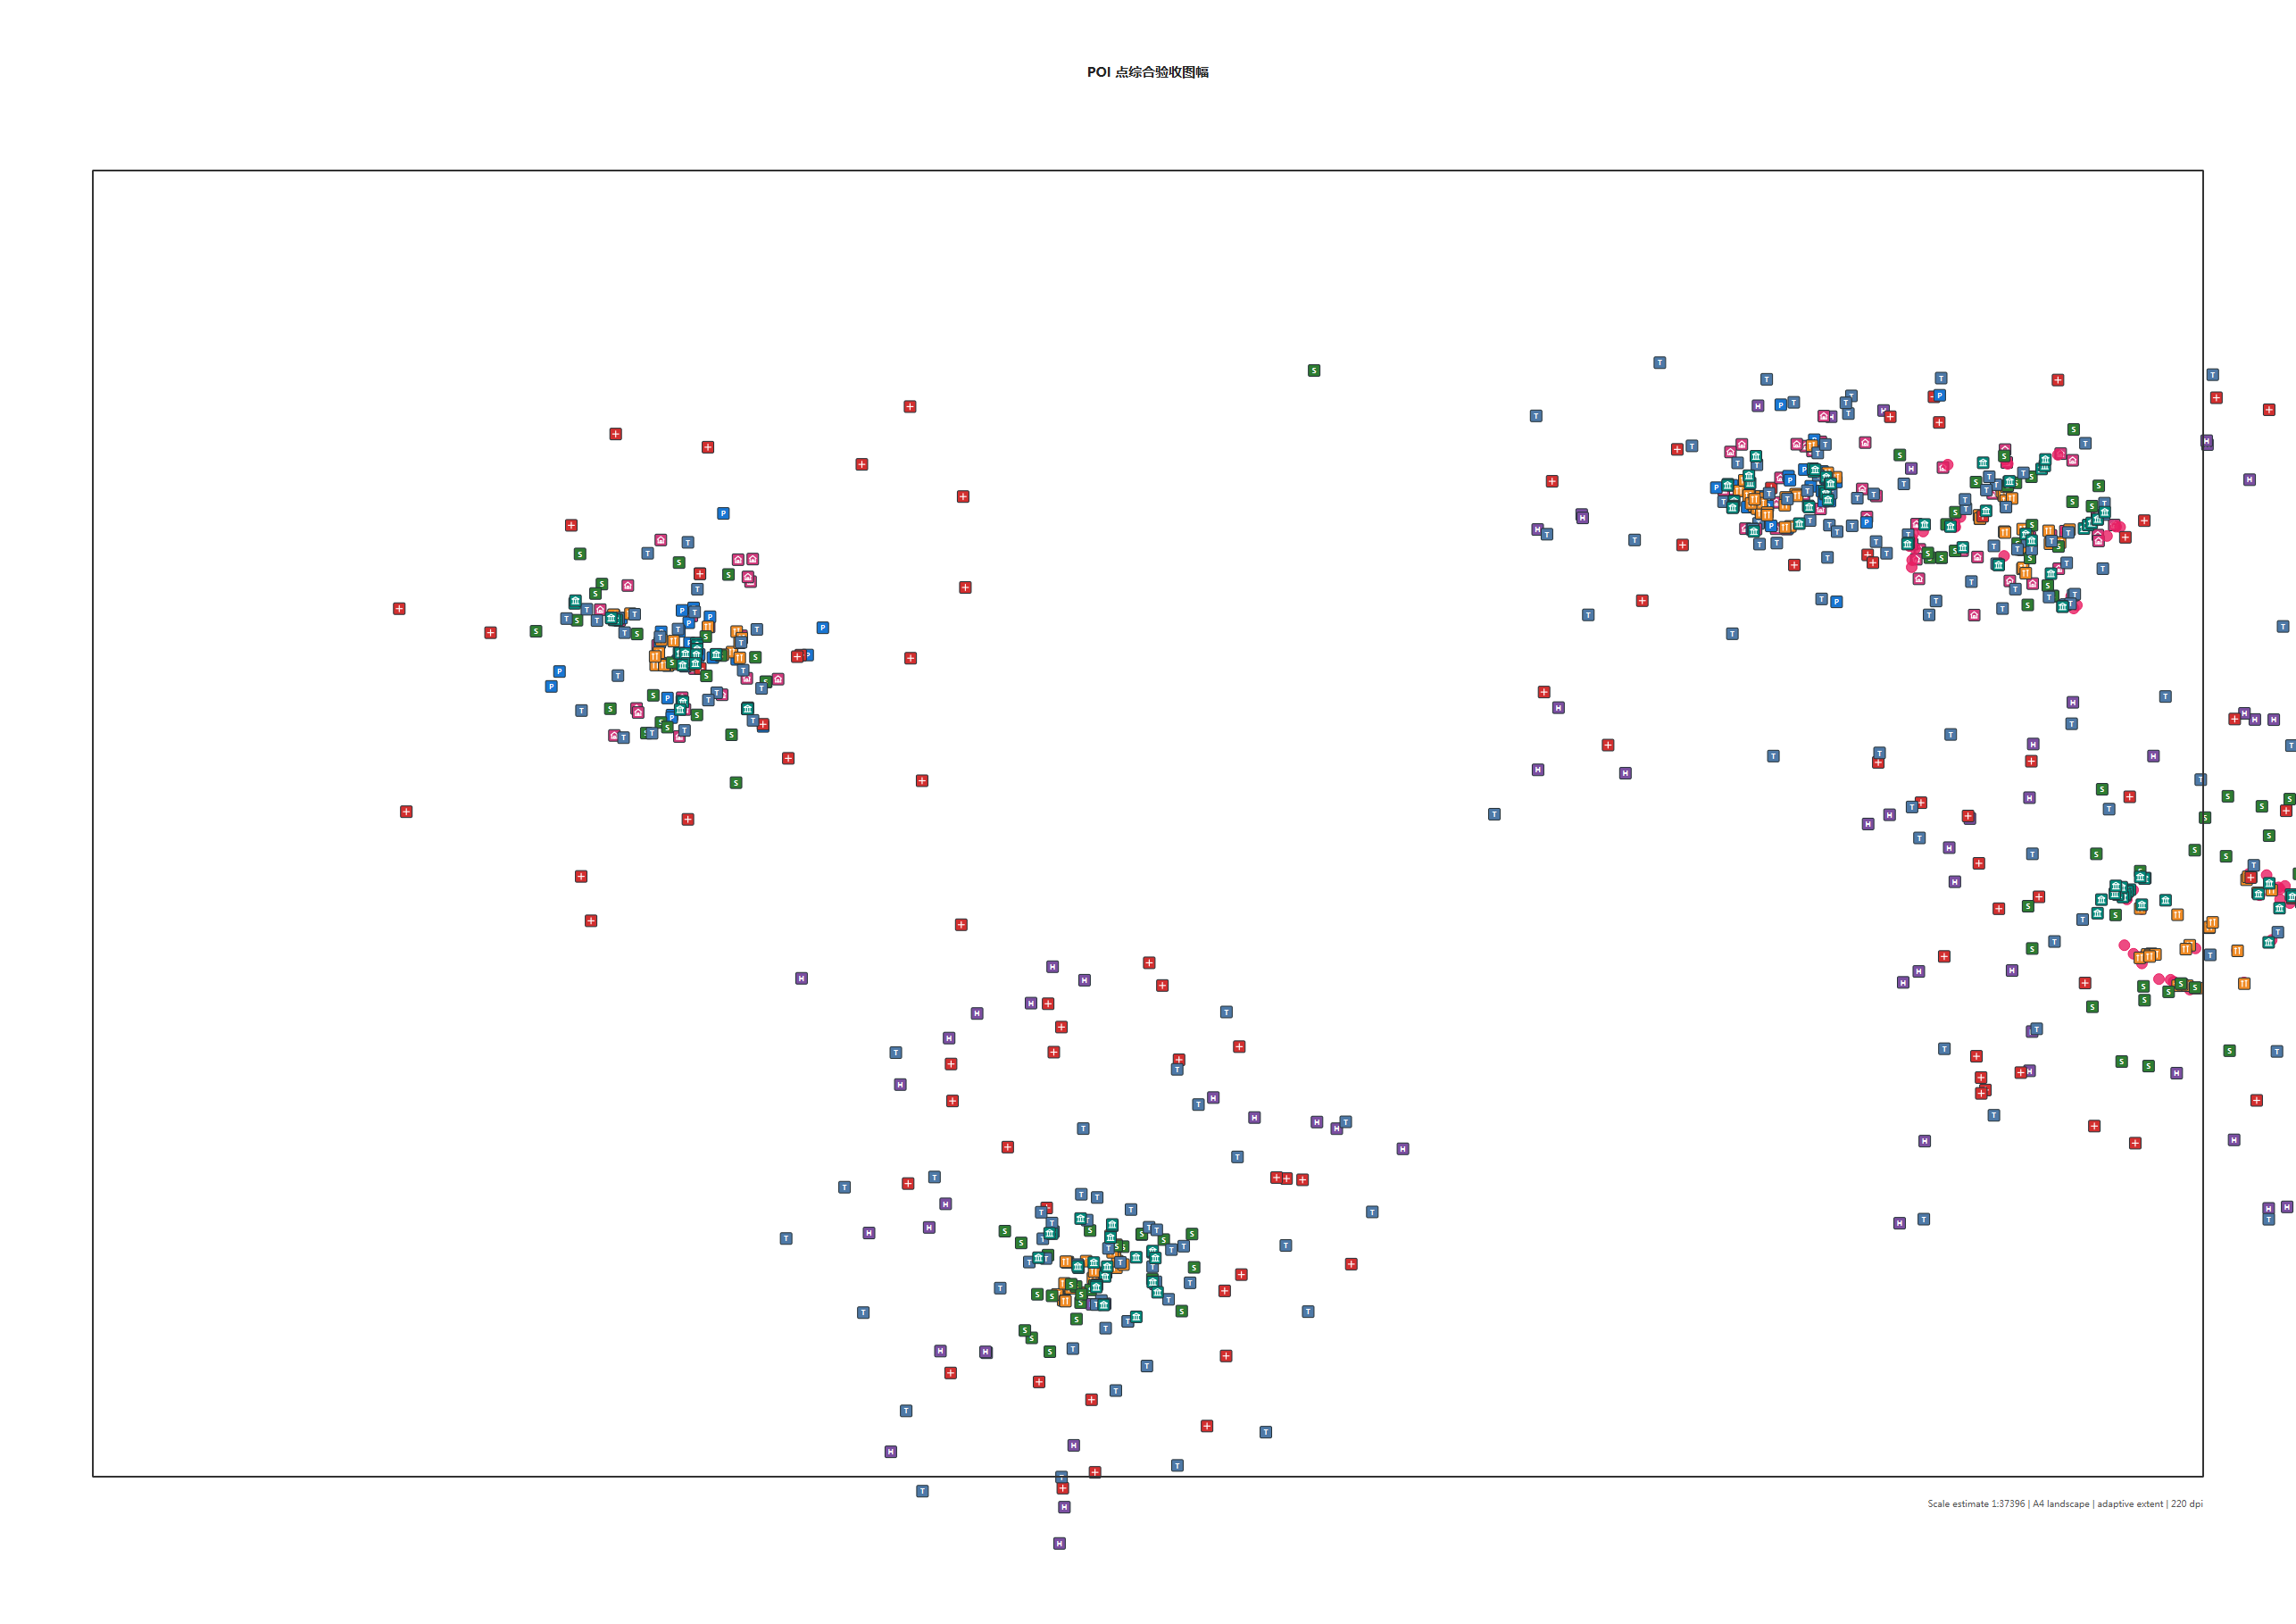 POI 点综合验收图幅
Scale estimate 1:37396 | A4 landscape | adaptive extent | 220 dpi